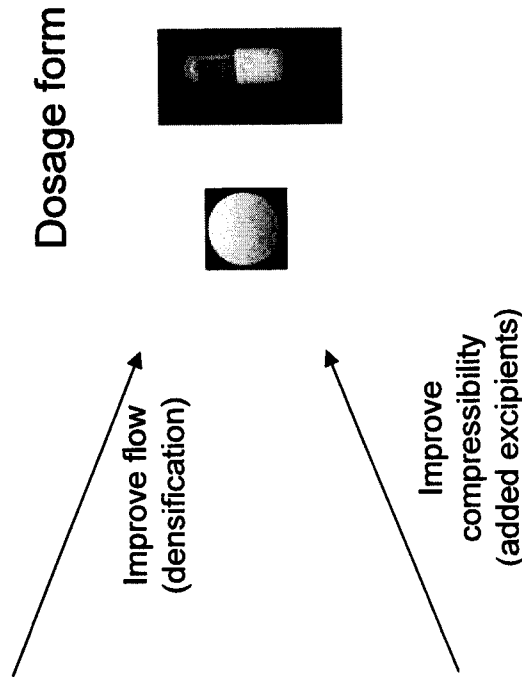 Dosage form
Improve flow
(densification)
Improve
compressibility
(added excipients)